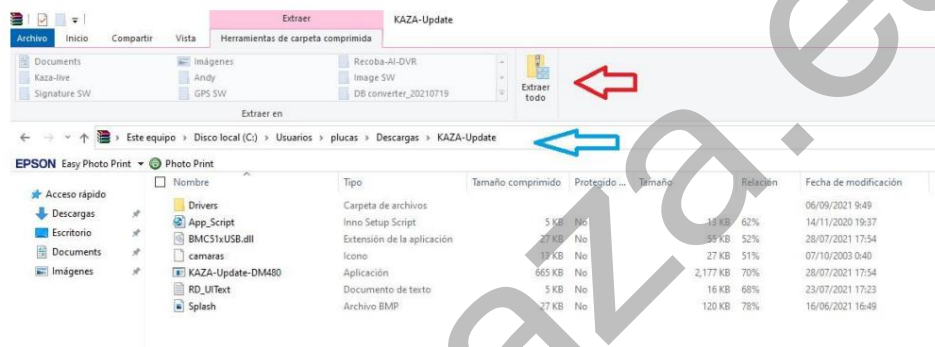 Extraer KAZA-Update
Archivo Inicio Compartir Vista Herramientas de carpeta comprimida
Documents Imágenes Recoba-AI-DVR
Kaza-live Andy Image SW
Signature SW GPS SW DB converter_20210719
Extraer todo
Extraer en
Este equipo › Disco local (C:) › Usuarios › plucas › Descargas › KAZA-Update
EPSON Easy Photo Print Photo Print
Nombre Tipo Tamaño comprimido Protegido ... Tamaño Relación Fecha de modificación
Acceso rápido
Descargas
Escritorio
Documents
Imágenes
Drivers Carpeta de archivos 06/09/2021 9:49
App_Script Inno Setup Script 5 KB No 13 KB 62% 14/11/2020 19:37
BMC51xUSB.dll Extensión de la aplicación 27 KB No 55 KB 52% 28/07/2021 17:54
camaras Icono 13 KB No 27 KB 51% 07/10/2003 0:40
KAZA-Update-DM480 Aplicación 665 KB No 2,177 KB 70% 28/07/2021 17:54
RD_UIText Documento de texto 5 KB No 16 KB 68% 23/07/2021 17:23
Splash Archivo BMP 27 KB No 120 KB 78% 16/06/2021 16:49